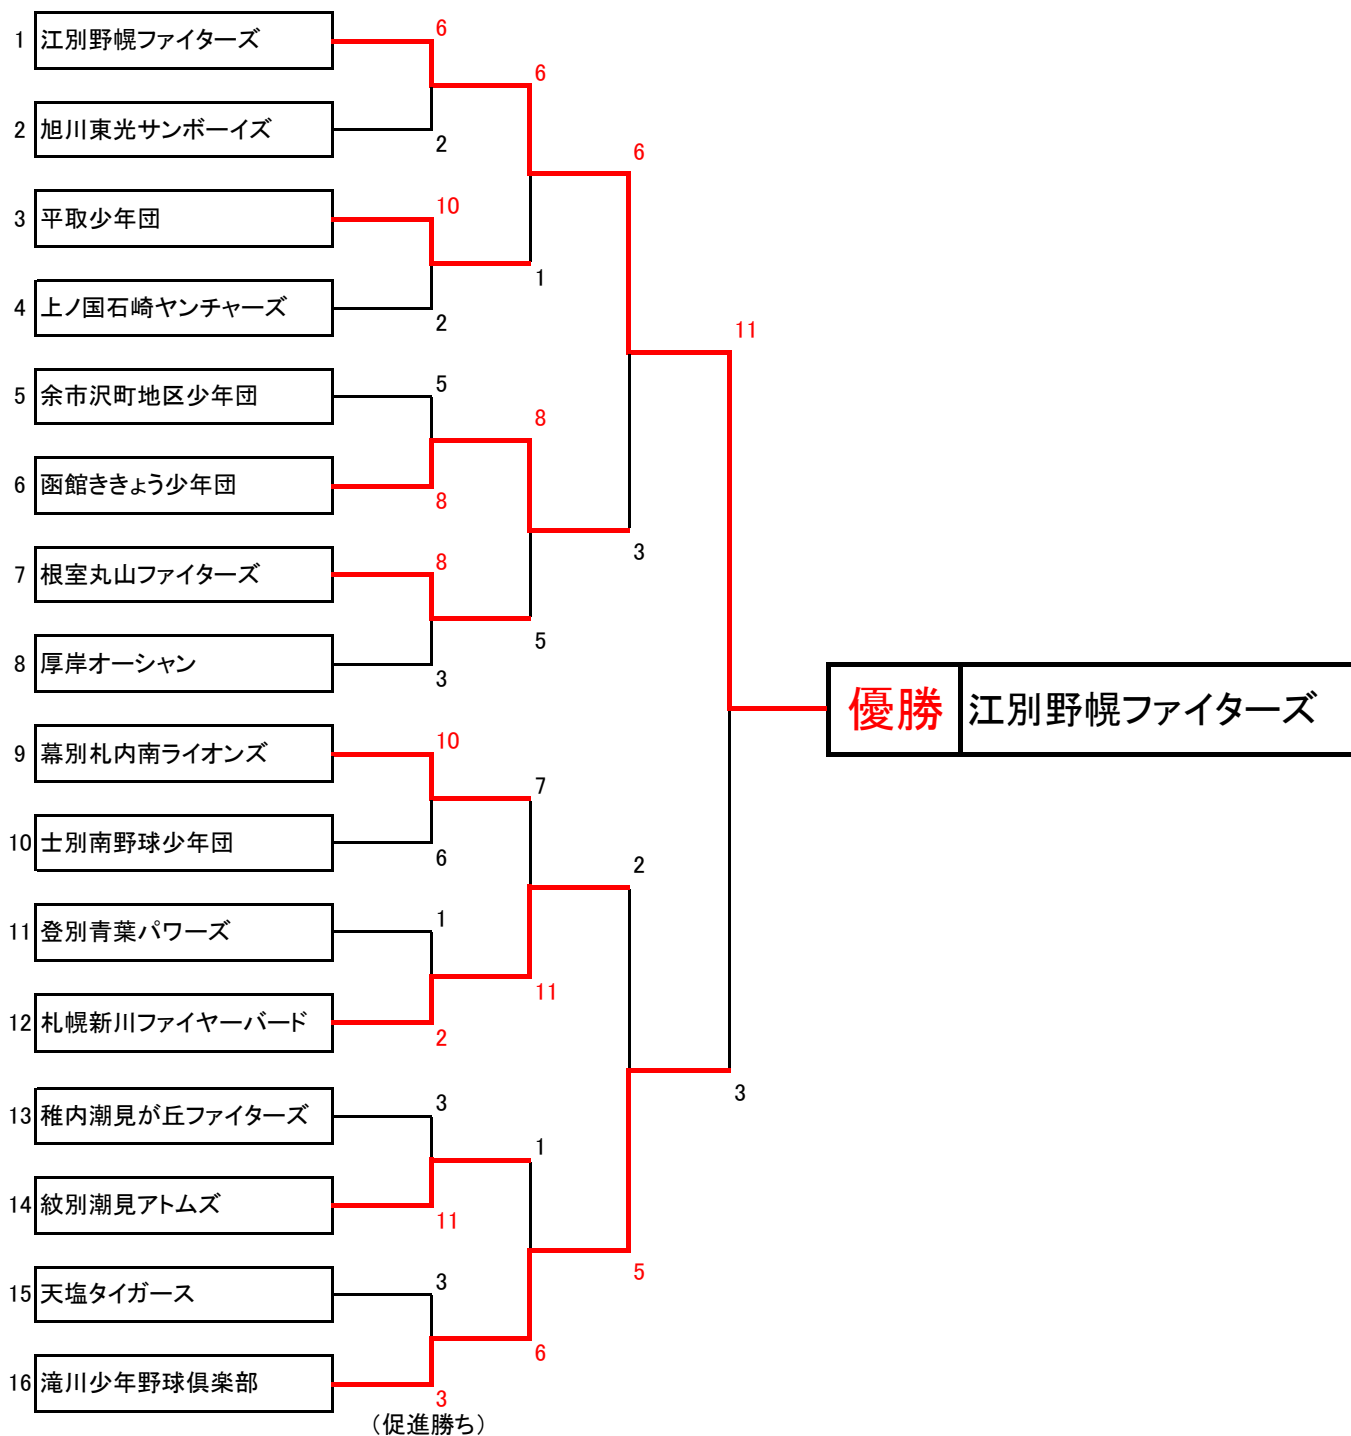 1 江別野幌ファイターズ
6
6
2 旭川東光サンボーイズ
2
6
3 平取少年団
10
1
4 上ノ国石崎ヤンチャーズ
2
11
5 余市沢町地区少年団
5
8
6 函館ききょう少年団
8
3
7 根室丸山ファイターズ
8
5
8 厚岸オーシャン
3
優勝 江別野幌ファイターズ
9 幕別札内南ライオンズ
10
7
10 士別南野球少年団
6
2
11 登別青葉パワーズ
1
11
12 札幌新川ファイヤーバード
2
3
13 稚内潮見が丘ファイターズ
3
1
14 紋別潮見アトムズ
11
5
15 天塩タイガース
3
6
16 滝川少年野球倶楽部
3
（促進勝ち）